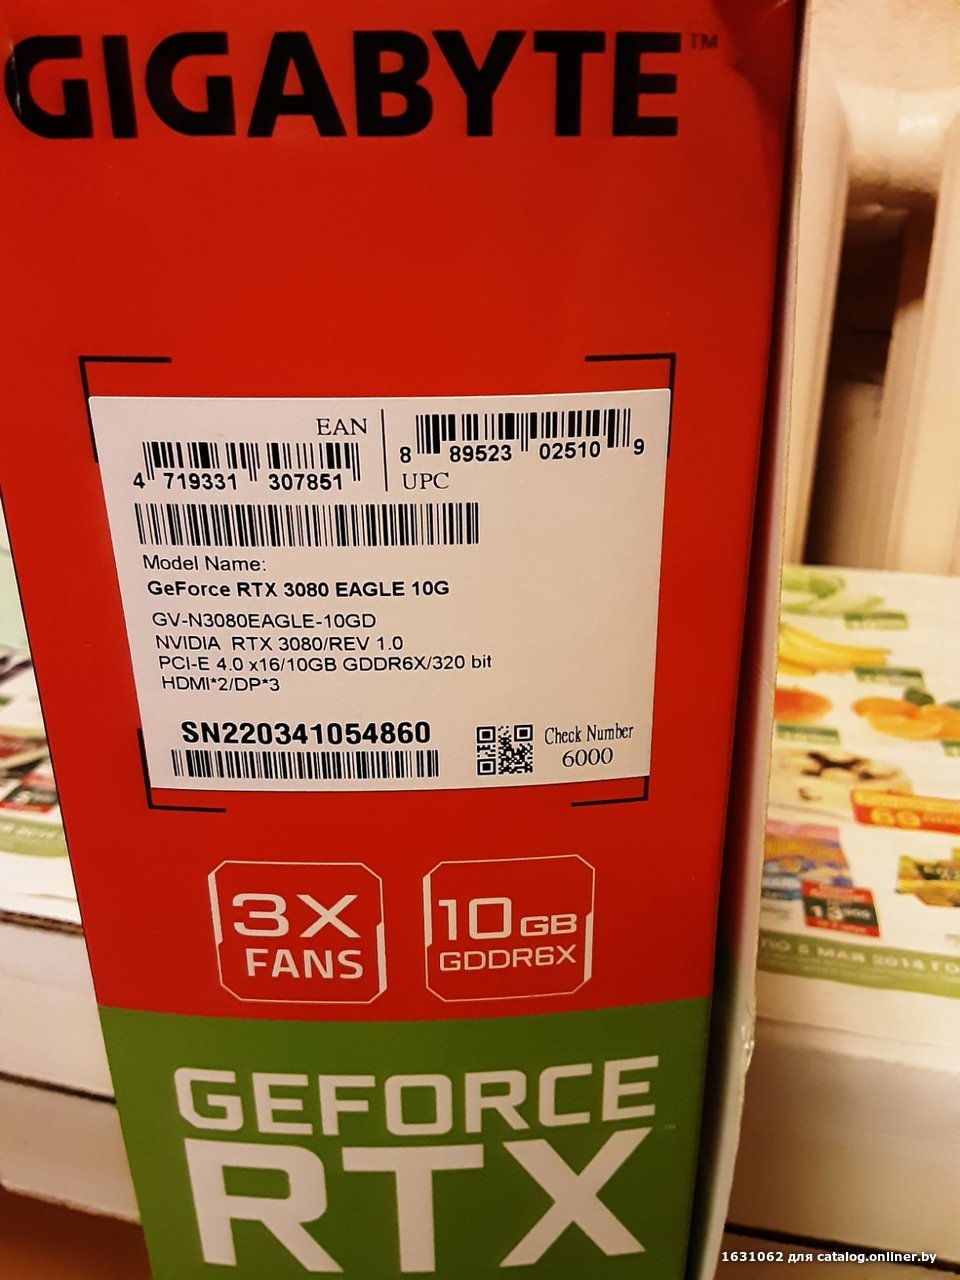 GIGABYTE™
EAN
4 719331 307851
8 89523 02510 9
UPC
Model Name:
GeForce RTX 3080 EAGLE 10G
GV-N3080EAGLE-10GD
NVIDIA RTX 3080/REV 1.0
PCI-E 4.0 x16/10GB GDDR6X/320 bit
HDMI*2/DP*3
SN220341054860
Check Number
6000
3X
FANS
10GB
GDDR6X
ПО 5 МАЯ 2014
GEFORCE
RTX
1631062 для catalog.onliner.by